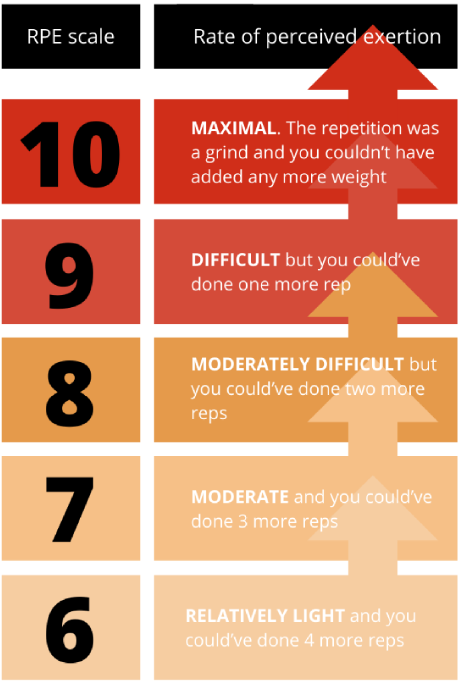 RPE scale
Rate of perceived exertion
10
MAXIMAL. The repetition was
a grind and you couldn’t have
added any more weight
9
DIFFICULT but you could’ve
done one more rep
8
MODERATELY DIFFICULT but
you could’ve done two more
reps
7
MODERATE and you could’ve
done 3 more reps
6
RELATIVELY LIGHT and you
could’ve done 4 more reps